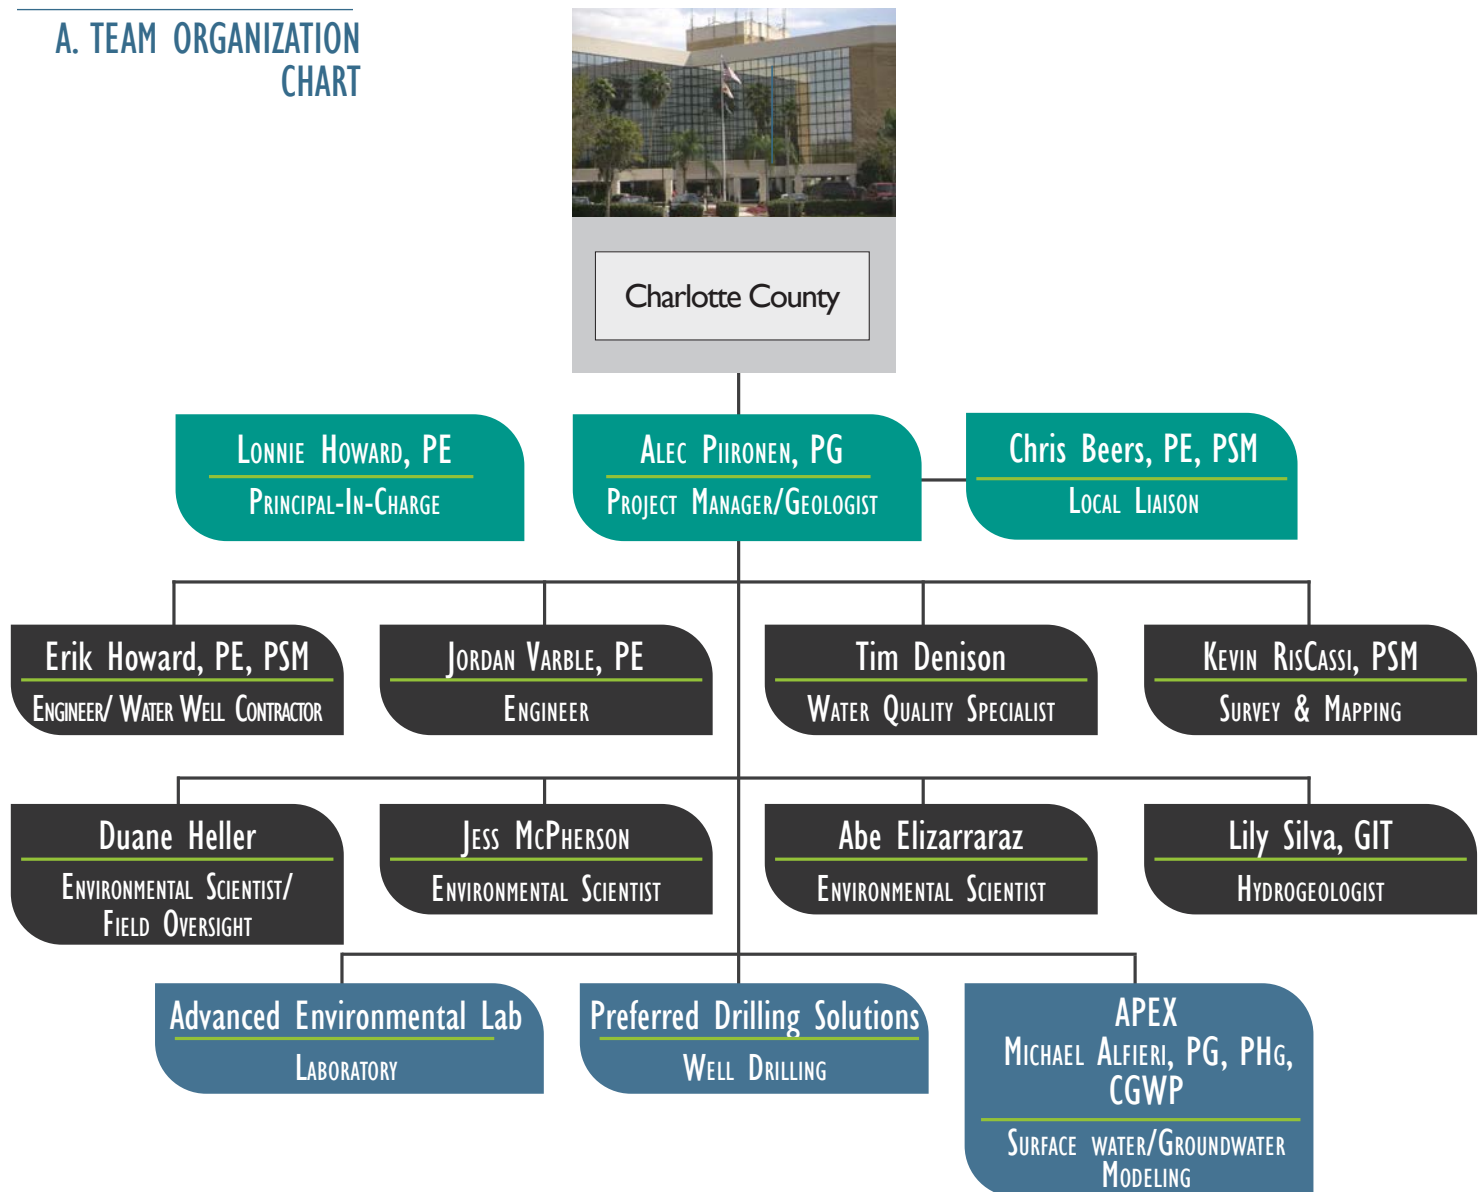 A. TEAM ORGANIZATION
CHART
Charlotte County
LONNIE HOWARD, PE
PRINCIPAL-IN-CHARGE
ALEC PIIRONEN, PG
PROJECT MANAGER/GEOLOGIST
Chris Beers, PE, PSM
LOCAL LIAISON
Erik Howard, PE, PSM
ENGINEER/ WATER WELL CONTRACTOR
JORDAN VARBLE, PE
ENGINEER
Tim Denison
WATER QUALITY SPECIALIST
KEVIN RISCASSI, PSM
SURVEY & MAPPING
Duane Heller
ENVIRONMENTAL SCIENTIST/
FIELD OVERSIGHT
JESS MCPHERSON
ENVIRONMENTAL SCIENTIST
Abe Elizarraraz
ENVIRONMENTAL SCIENTIST
Lily Silva, GIT
HYDROGEOLOGIST
Advanced Environmental Lab
LABORATORY
Preferred Drilling Solutions
WELL DRILLING
APEX
MICHAEL ALFIERI, PG, PHG,
CGWP
SURFACE WATER/GROUNDWATER
MODELING